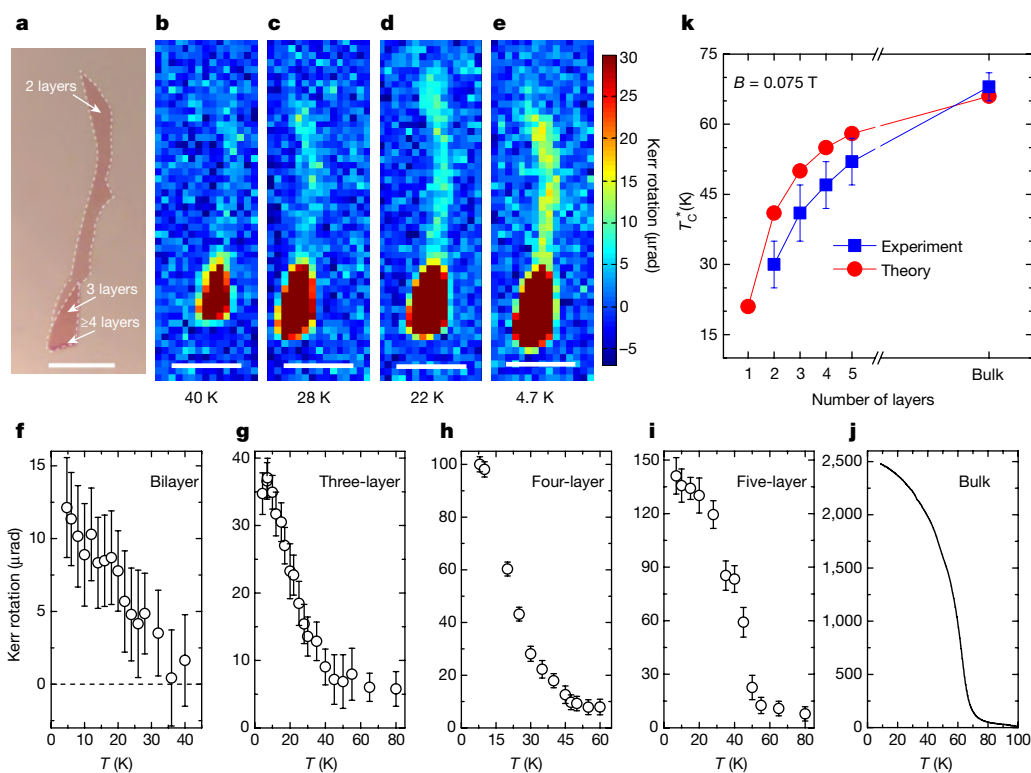 a
b
c
d
e
k
2 layers
3 layers
≥4 layers
40 K
28 K
22 K
4.7 K
30
25
20
15
10
5
0
−5
Kerr rotation (μrad)
B = 0.075 T
75
60
45
30
15
T_C* (K)
Experiment
Theory
1
2
3
4
5
Bulk
Number of layers
f
g
h
i
j
Bilayer
15
10
5
0
Kerr rotation (μrad)
0
10
20
30
40
T (K)
Three-layer
40
30
20
10
0
0
20
40
60
80
T (K)
Four-layer
100
80
60
40
20
0
0
15
30
45
60
T (K)
Five-layer
150
120
90
60
30
0
0
20
40
60
80
T (K)
Bulk
2,500
2,000
1,500
1,000
500
0
0
20
40
60
80
100
T (K)